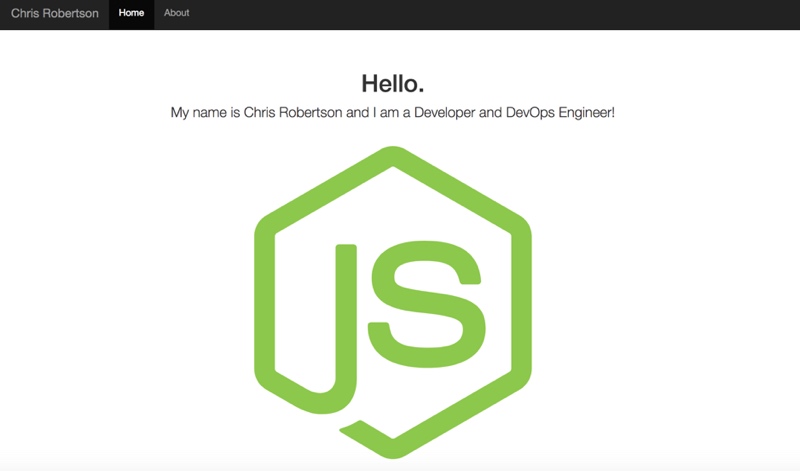 Chris Robertson Home About
Hello.
My name is Chris Robertson and I am a Developer and DevOps Engineer!
JS